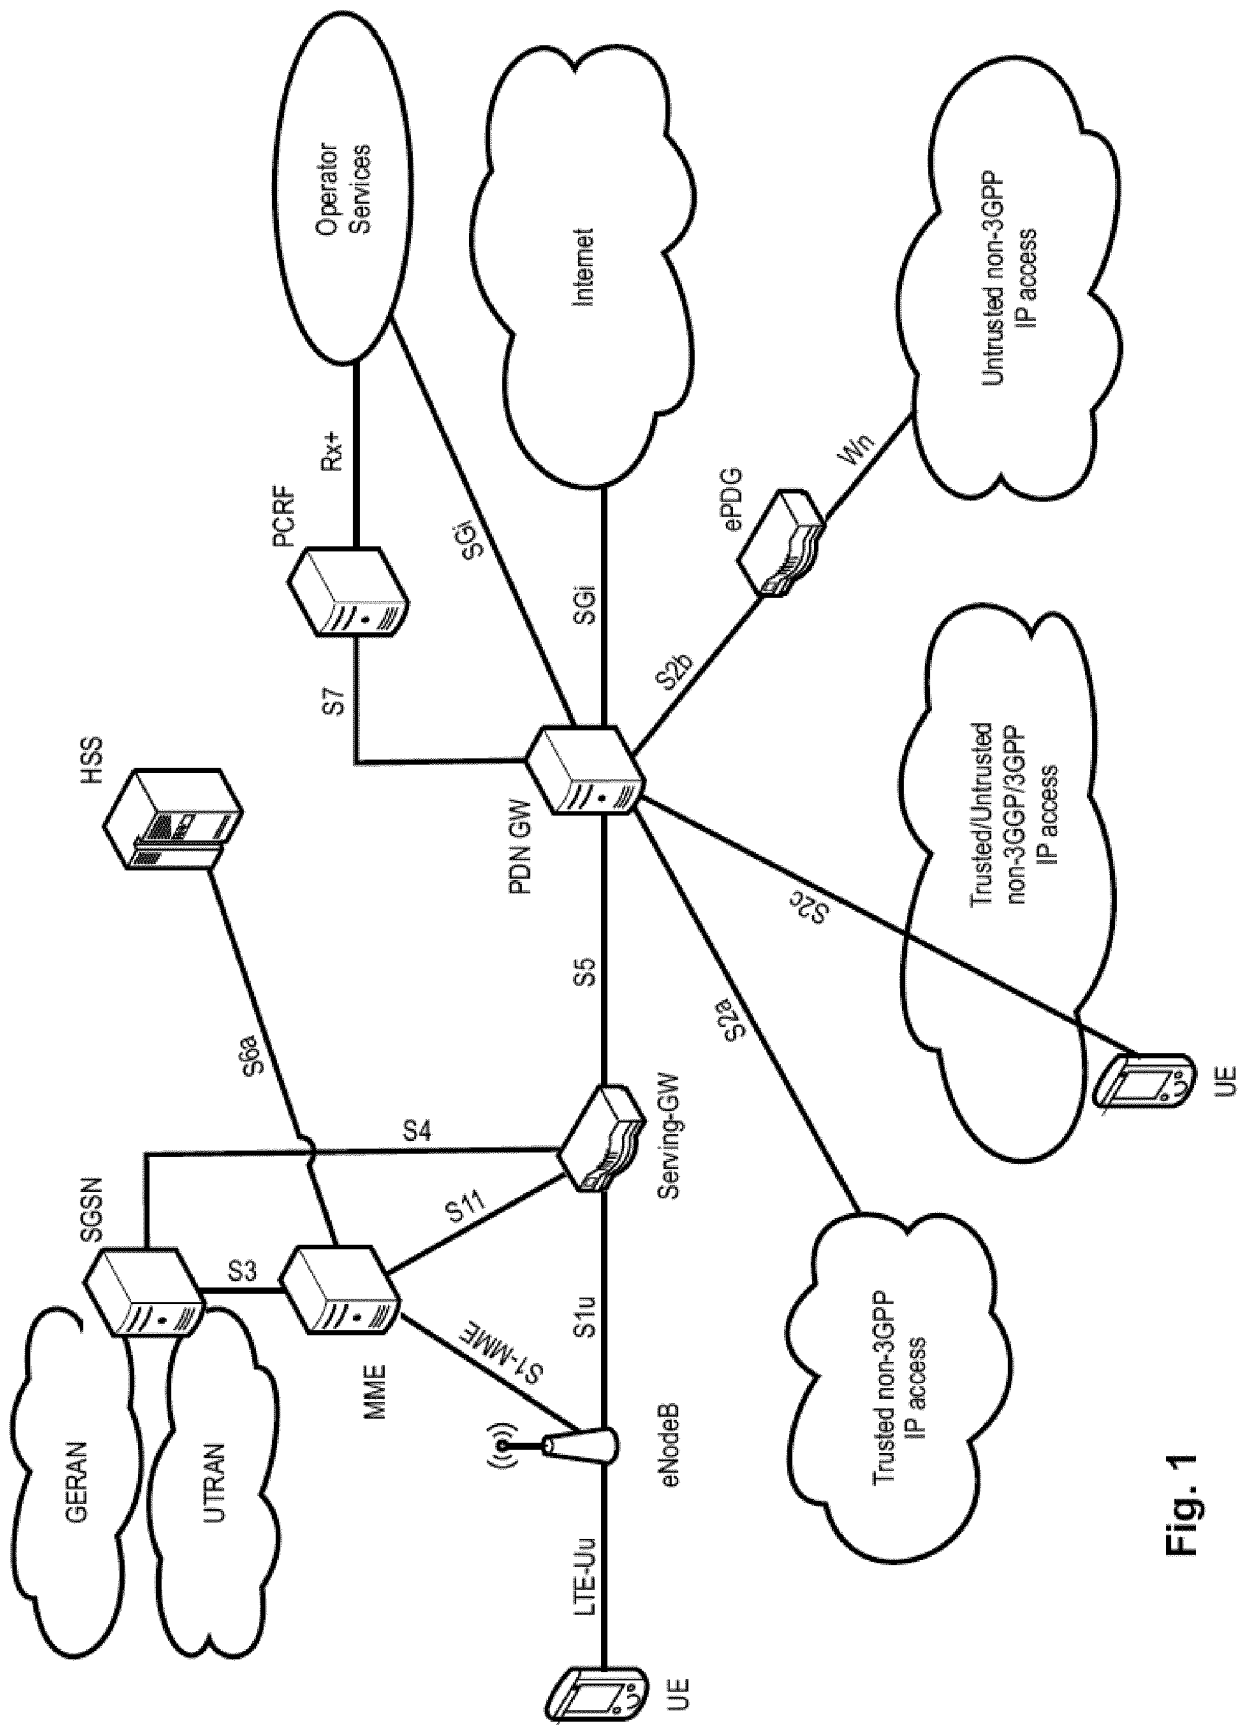 GERAN
UTRAN
SGSN
HSS
S3
S6a
S4
MME
S11
S1-MME
S7
PCRF
Rx+
Operator
Services
SGi
PDN GW
UE
LTE-Uu
eNodeB
S1u
Serving-GW
S5
SGi
Internet
S2a
S2c
S2b
ePDG
Wn
Trusted non-3GPP
IP access
Trusted/Untrusted
non-3GGP/3GPP
IP access
UE
Untrusted non-3GPP
IP access
Fig. 1